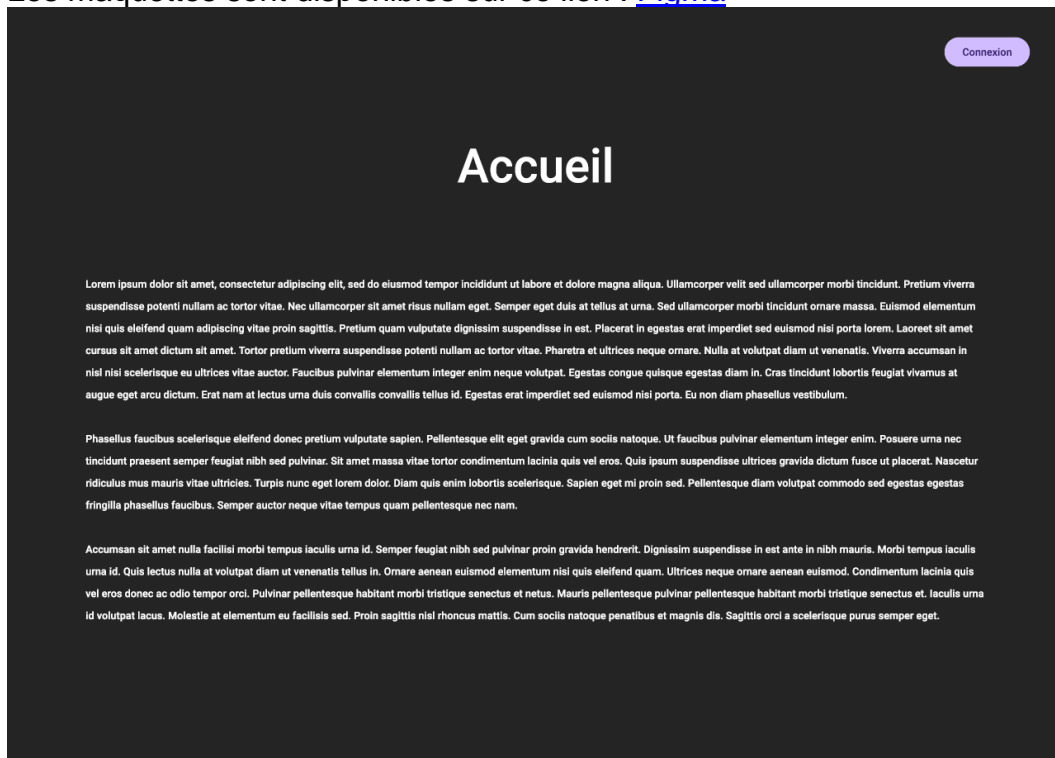 Les maquettes sont disponibles sur ce lien : Figma
Connexion
Accueil
Lorem ipsum dolor sit amet, consectetur adipiscing elit, sed do eiusmod tempor incididunt ut labore et dolore magna aliqua. Ullamcorper velit sed ullamcorper morbi tincidunt. Pretium viverra
suspendisse potenti nullam ac tortor vitae. Nec ullamcorper sit amet risus nullam eget. Semper eget duis at tellus at urna. Sed ullamcorper morbi tincidunt ornare massa. Euismod elementum
nisi quis eleifend quam adipiscing vitae proin sagittis. Pretium quam vulputate dignissim suspendisse in est. Placerat in egestas erat imperdiet sed euismod nisi porta lorem. Laoreet sit amet
cursus sit amet dictum sit amet. Tortor pretium viverra suspendisse potenti nullam ac tortor vitae. Pharetra et ultrices neque ornare. Nulla at volutpat diam ut venenatis. Viverra accumsan in
nisl nisi scelerisque eu ultrices vitae auctor. Faucibus pulvinar elementum integer enim neque volutpat. Egestas congue quisque egestas diam in. Cras tincidunt lobortis feugiat vivamus at
augue eget arcu dictum. Erat nam at lectus urna duis convallis convallis tellus id. Egestas erat imperdiet sed euismod nisi porta. Eu non diam phasellus vestibulum.
Phasellus faucibus scelerisque eleifend donec pretium vulputate sapien. Pellentesque elit eget gravida cum sociis natoque. Ut faucibus pulvinar elementum integer enim. Posuere urna nec
tincidunt praesent semper feugiat nibh sed pulvinar. Sit amet massa vitae tortor condimentum lacinia quis vel eros. Quis ipsum suspendisse ultrices gravida dictum fusce ut placerat. Nascetur
ridiculus mus mauris vitae ultricies. Turpis nunc eget lorem dolor. Diam quis enim lobortis scelerisque. Sapien eget mi proin sed. Pellentesque diam volutpat commodo sed egestas egestas
fringilla phasellus faucibus. Semper auctor neque vitae tempus quam pellentesque nec nam.
Accumsan sit amet nulla facilisi morbi tempus iaculis urna id. Semper feugiat nibh sed pulvinar proin gravida hendrerit. Dignissim suspendisse in est ante in nibh mauris. Morbi tempus iaculis
urna id. Quis lectus nulla at volutpat diam ut venenatis tellus in. Ornare aenean euismod elementum nisi quis eleifend quam. Ultrices neque ornare aenean euismod. Condimentum lacinia quis
vel eros donec ac odio tempor orci. Pulvinar pellentesque habitant morbi tristique senectus et netus. Mauris pellentesque pulvinar pellentesque habitant morbi tristique senectus et. Iaculis urna
id volutpat lacus. Molestie at elementum eu facilisis sed. Proin sagittis nisl rhoncus mattis. Cum sociis natoque penatibus et magnis dis. Sagittis orci a scelerisque purus semper eget.